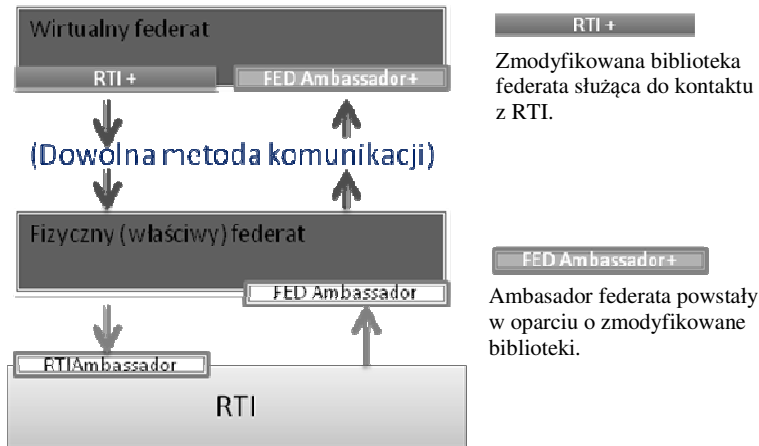 Wirtualny federat
RTI +
FED Ambassador+
(Dowolna metoda komunikacji)
Fizyczny (właściwy) federat
FED Ambassador
RTIAmbassador
RTI
RTI +
Zmodyfikowana biblioteka
federata służąca do kontaktu
z RTI.
FED Ambassador+
Ambasador federata powstały
w oparciu o zmodyfikowane
biblioteki.